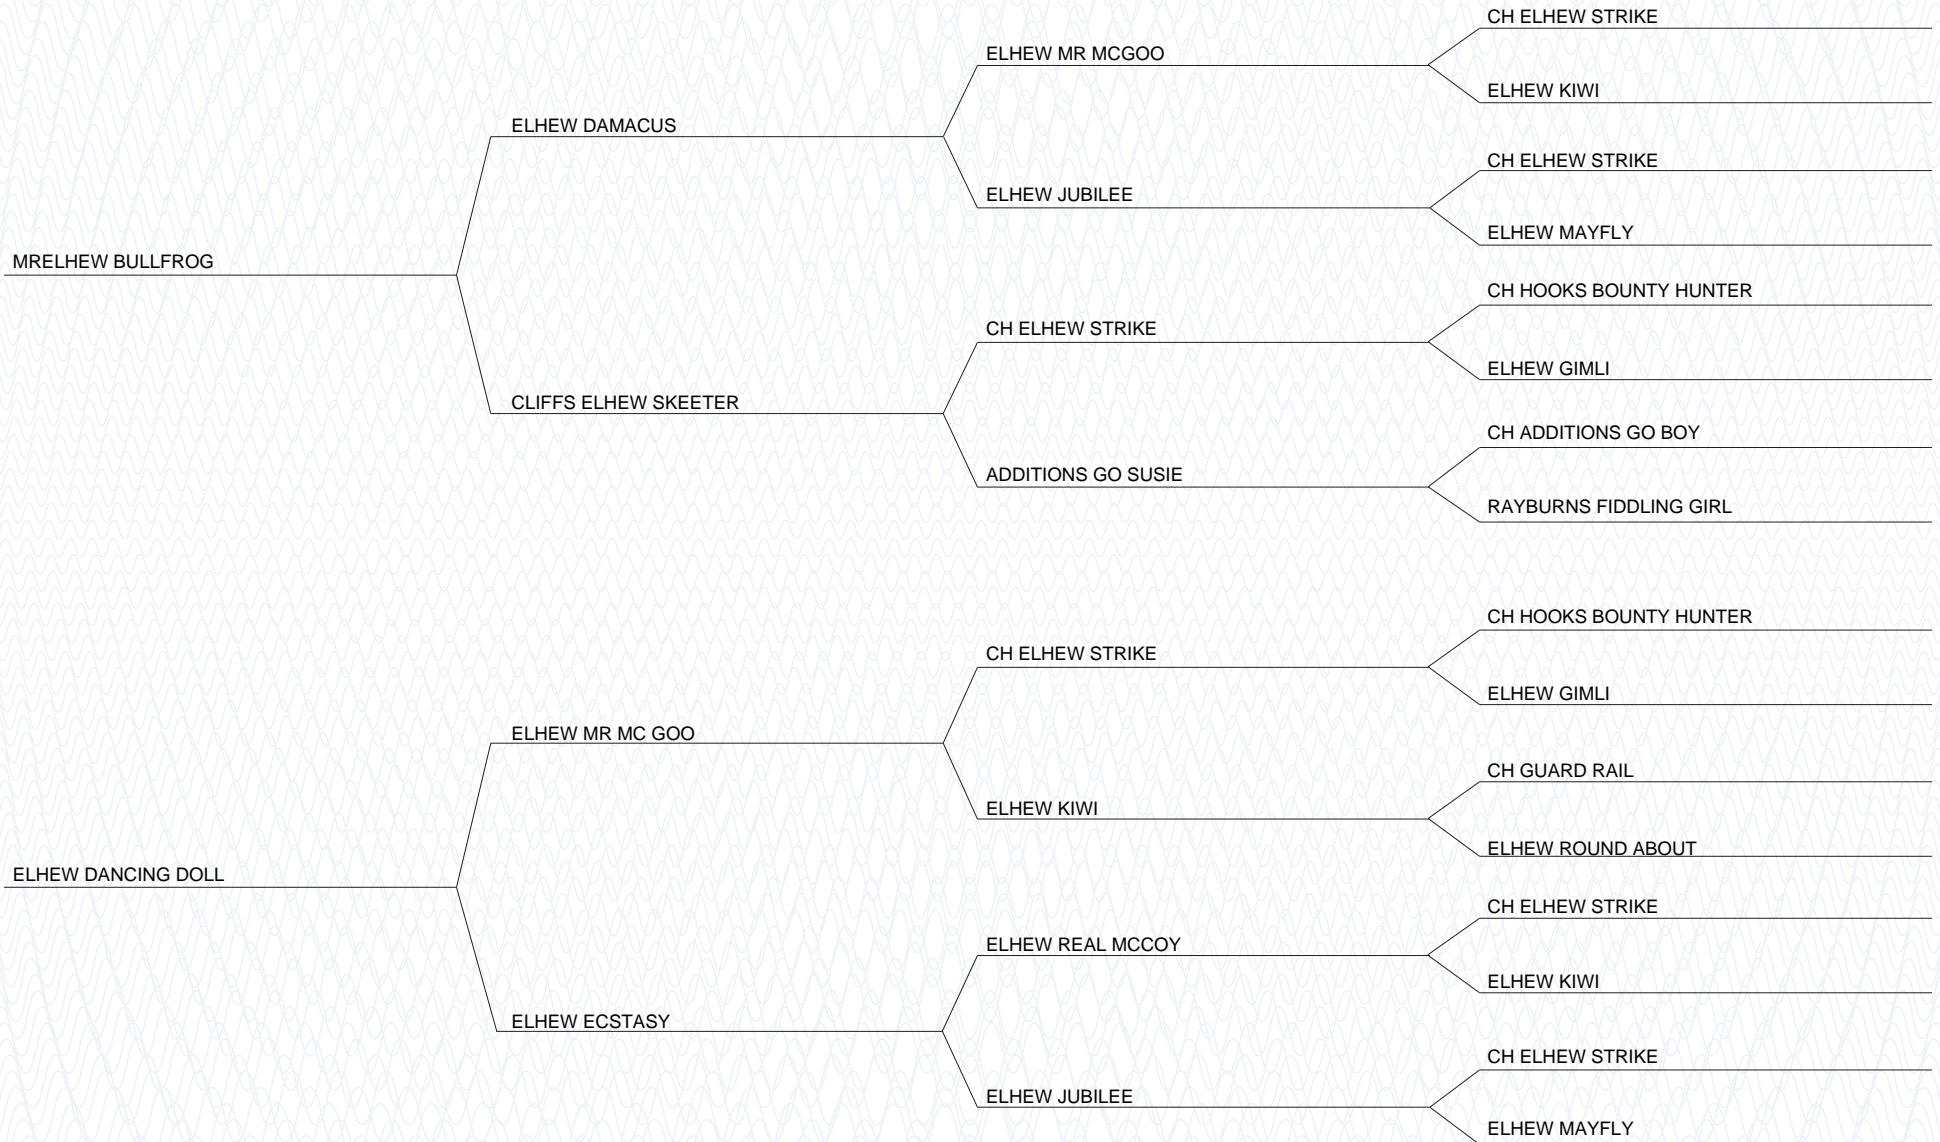 CH ELHEW STRIKE
ELHEW MR MCGOO
ELHEW KIWI
ELHEW DAMACUS
CH ELHEW STRIKE
ELHEW JUBILEE
ELHEW MAYFLY
MRELHEW BULLFROG
CH HOOKS BOUNTY HUNTER
CH ELHEW STRIKE
ELHEW GIMLI
CLIFFS ELHEW SKEETER
CH ADDITIONS GO BOY
ADDITIONS GO SUSIE
RAYBURNS FIDDLING GIRL
CH HOOKS BOUNTY HUNTER
CH ELHEW STRIKE
ELHEW GIMLI
ELHEW MR MC GOO
CH GUARD RAIL
ELHEW KIWI
ELHEW ROUND ABOUT
ELHEW DANCING DOLL
CH ELHEW STRIKE
ELHEW REAL MCCOY
ELHEW KIWI
ELHEW ECSTASY
CH ELHEW STRIKE
ELHEW JUBILEE
ELHEW MAYFLY